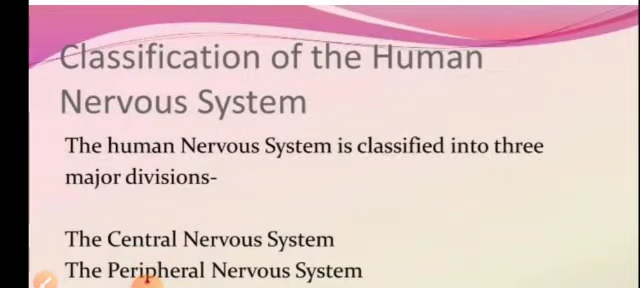 Classification of the Human
Nervous System
The human Nervous System is classified into three
major divisions-
The Central Nervous System
The Peripheral Nervous System